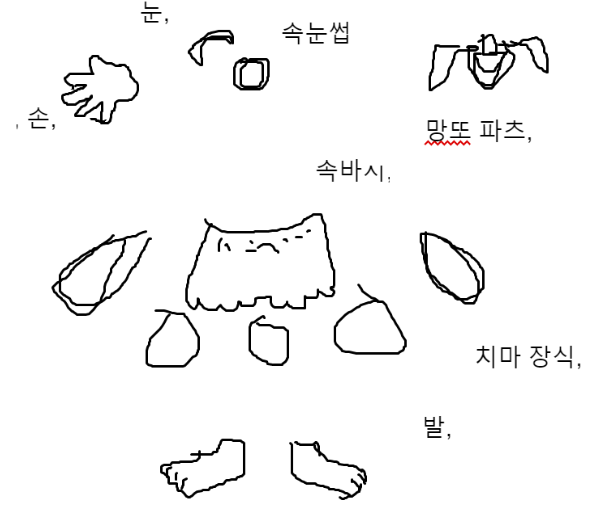 눈,
속눈썹
, 손,
망또 파츠,
속바시,
치마 장식,
발,